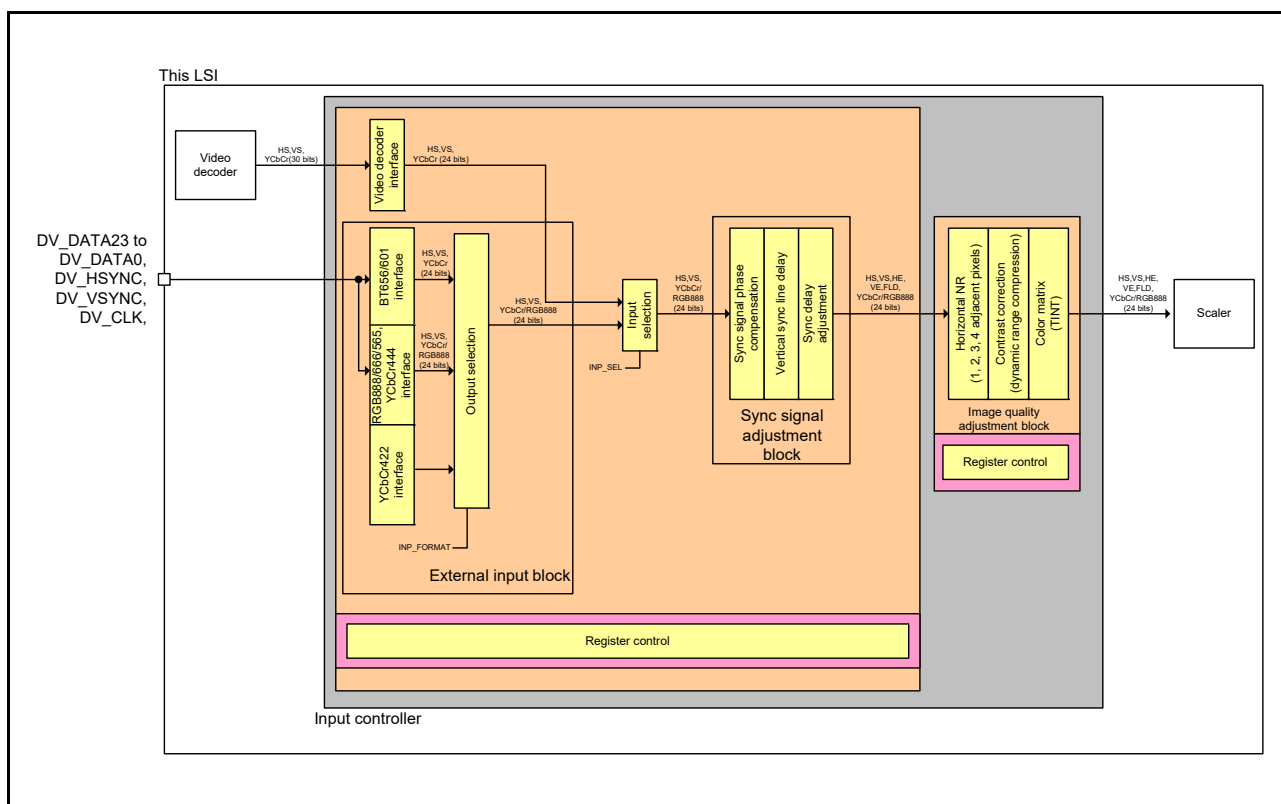 This LSI
Video
decoder
HS,VS,
YCbCr(30 bits)
Video decoder
interface
HS,VS,
YCbCr (24 bits)
DV_DATA23 to
DV_DATA0,
DV_HSYNC,
DV_VSYNC,
DV_CLK,
BT656/601
interface
HS,VS,
YCbCr
(24 bits)
RGB888/666/565,
YCbCr444
interface
HS,VS,
YCbCr/
RGB888
(24 bits)
YCbCr422
interface
Output selection
INP_FORMAT
External input block
HS,VS,
YCbCr/RGB888
(24 bits)
Input
selection
INP_SEL
HS,VS,
YCbCr/
RGB888
(24 bits)
Sync signal phase
compensation
Vertical sync line delay
Sync delay
adjustment
Sync signal
adjustment
block
HS,VS,HE,
VE,FLD,
YCbCr/RGB888
(24 bits)
Horizontal NR
(1, 2, 3, 4 adjacent pixels)
Contrast correction
(dynamic range compression)
Color matrix
(TINT)
Image quality
adjustment block
Register control
HS,VS,HE,
VE,FLD,
YCbCr/RGB888
(24 bits)
Scaler
Register control
Input controller